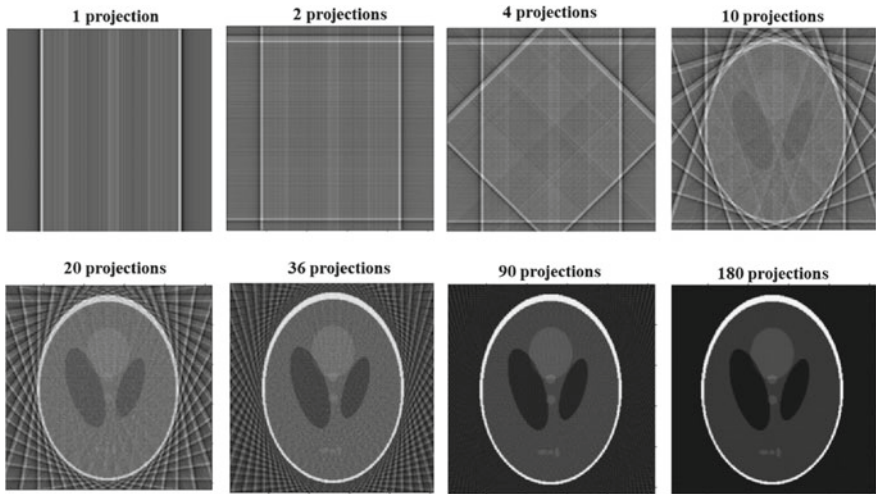 1 projection
2 projections
4 projections
10 projections
20 projections
36 projections
90 projections
180 projections